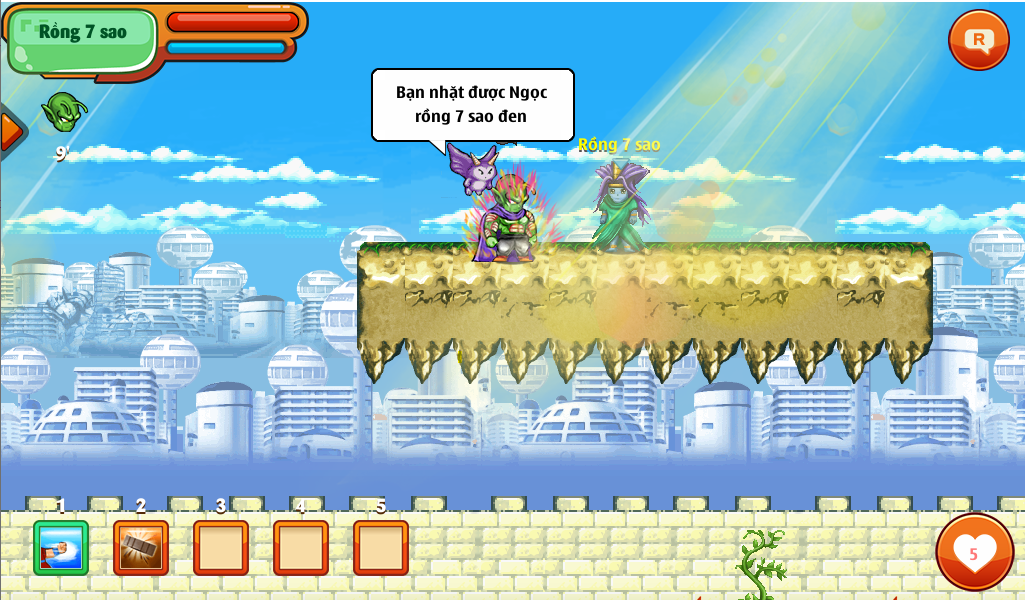 Rồng 7 sao
R
Bạn nhặt được Ngọc
rồng 7 sao đen
Rồng 7 sao
9'
1 2 3 4 5
5